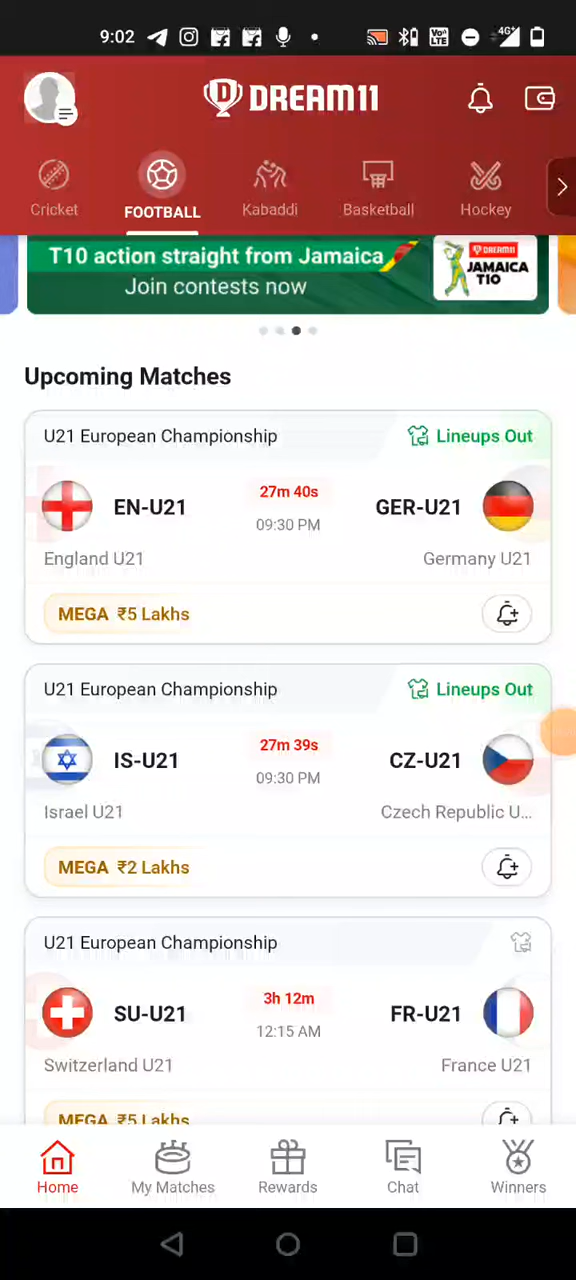 9:02
Vo LTE
4G+
DREAM11
Cricket
FOOTBALL
Kabaddi
Basketball
Hockey
T10 action straight from Jamaica
Join contests now
DREAM11
JAMAICA
T10
Upcoming Matches
U21 European Championship
Lineups Out
EN-U21
27m 40s
09:30 PM
GER-U21
England U21
Germany U21
MEGA ₹5 Lakhs
U21 European Championship
Lineups Out
IS-U21
27m 39s
09:30 PM
CZ-U21
Israel U21
Czech Republic U...
MEGA ₹2 Lakhs
U21 European Championship
SU-U21
3h 12m
12:15 AM
FR-U21
Switzerland U21
France U21
MEGA ₹5 Lakhs
Home
My Matches
Rewards
Chat
Winners